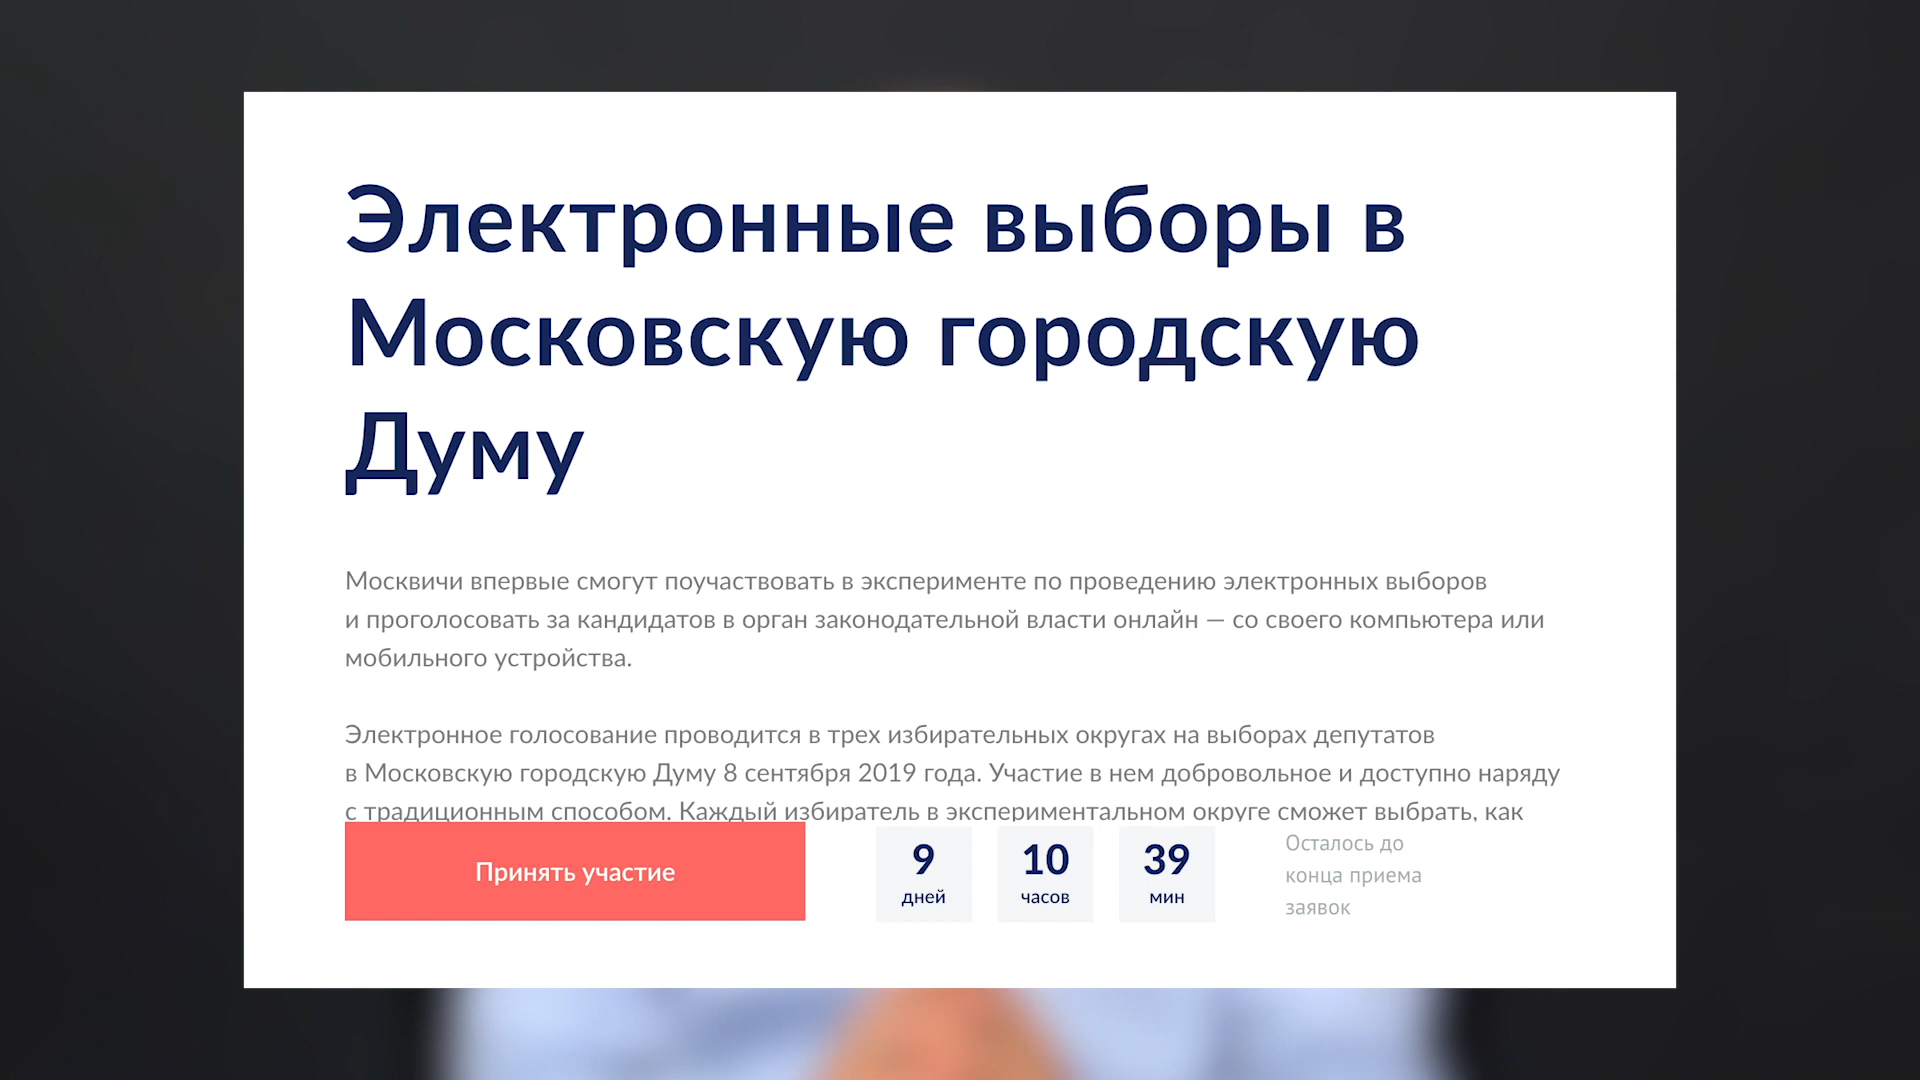 Электронные выборы в
Московскую городскую
Думу
Москвичи впервые смогут поучаствовать в эксперименте по проведению электронных выборов
и проголосовать за кандидатов в орган законодательной власти онлайн — со своего компьютера или
мобильного устройства.
Электронное голосование проводится в трех избирательных округах на выборах депутатов
в Московскую городскую Думу 8 сентября 2019 года. Участие в нем добровольное и доступно наряду
с традиционным способом. Каждый избиратель в экспериментальном округе сможет выбрать, как
Принять участие
9 10 39
дней часов мин
Осталось до
конца приема
заявок